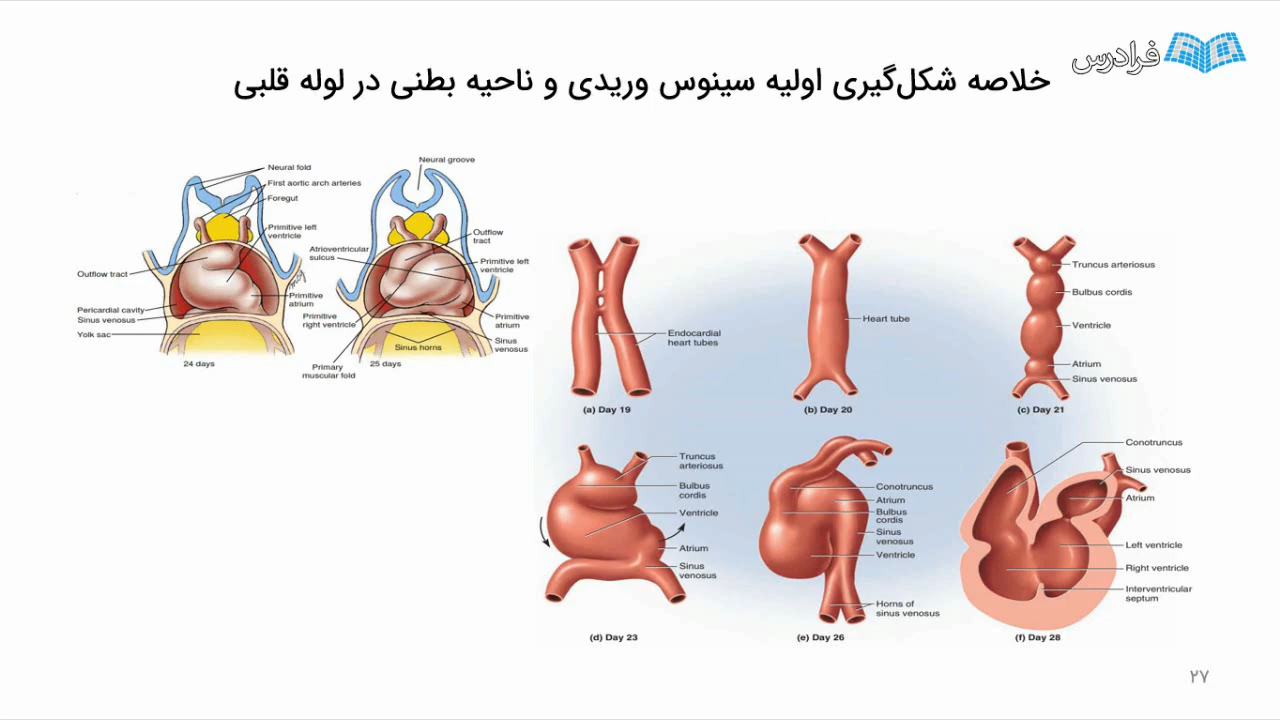 فرادرس
خلاصه شکل‌گیری اولیه سینوس وریدی و ناحیه بطنی در لوله قلبی
Neural fold
First aortic arch arteries
Foregut
Primitive left
ventricle
Outflow tract
Primitive
atrium
Pericardial cavity
Sinus venosus
Yolk sac
24 days
Neural groove
Outflow
tract
Atrioventricular
sulcus
Primitive left
ventricle
Primitive
right ventricle
Primitive
atrium
Sinus
venosus
Sinus horns
Primary
muscular fold
25 days
Endocardial
heart tubes
(a) Day 19
Heart tube
(b) Day 20
Truncus arteriosus
Bulbus cordis
Ventricle
Atrium
Sinus venosus
(c) Day 21
Truncus
arteriosus
Bulbus
cordis
Ventricle
Atrium
Sinus
venosus
(d) Day 23
Conotruncus
Atrium
Bulbus
cordis
Sinus
venosus
Ventricle
Horns of
sinus venosus
(e) Day 26
Conotruncus
Sinus venosus
Atrium
Left ventricle
Right ventricle
Interventricular
septum
(f) Day 28
۲۷